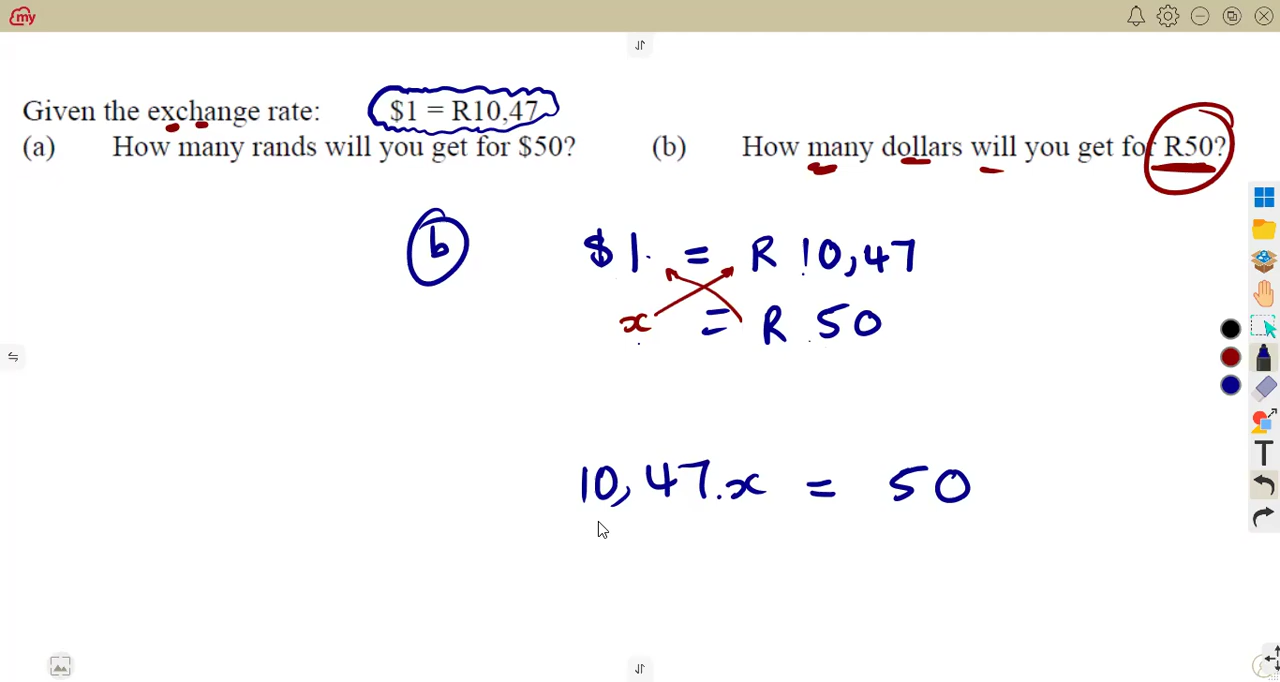 my
Given the exchange rate: $1 = R10,47
(a) How many rands will you get for $50? (b) How many dollars will you get for R50?
b $1 = R 10,47
x = R 50
10,47.x = 50
T